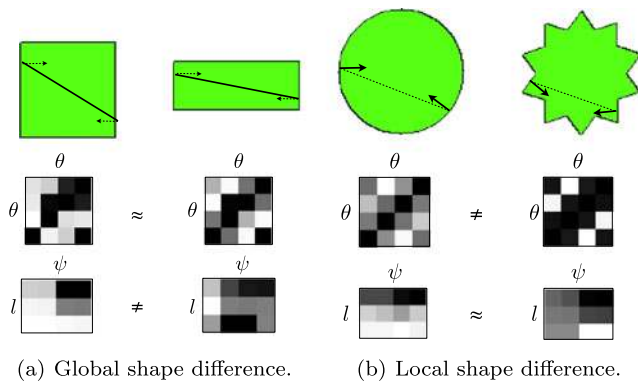 θ θ θ θ
θ ≈ θ ≠
ψ ψ ψ
l ≠ l l ≈
(a) Global shape difference. (b) Local shape difference.